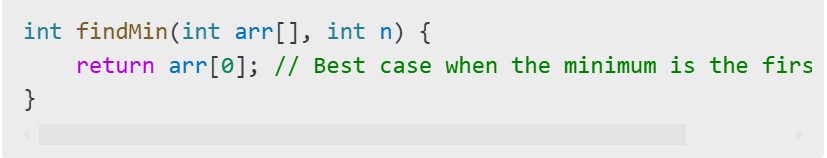 int findMin(int arr[], int n) {
return arr[0]; // Best case when the minimum is the firs
}